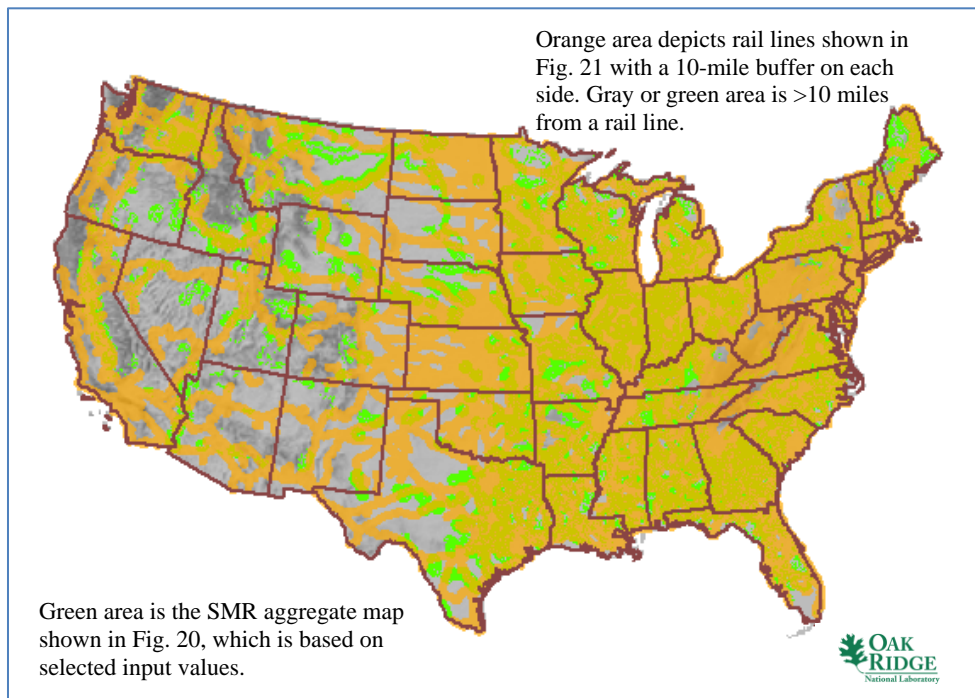 Orange area depicts rail lines shown in
Fig. 21 with a 10-mile buffer on each
side. Gray or green area is >10 miles
from a rail line.
Green area is the SMR aggregate map
shown in Fig. 20, which is based on
selected input values.
OAK
RIDGE
National Laboratory